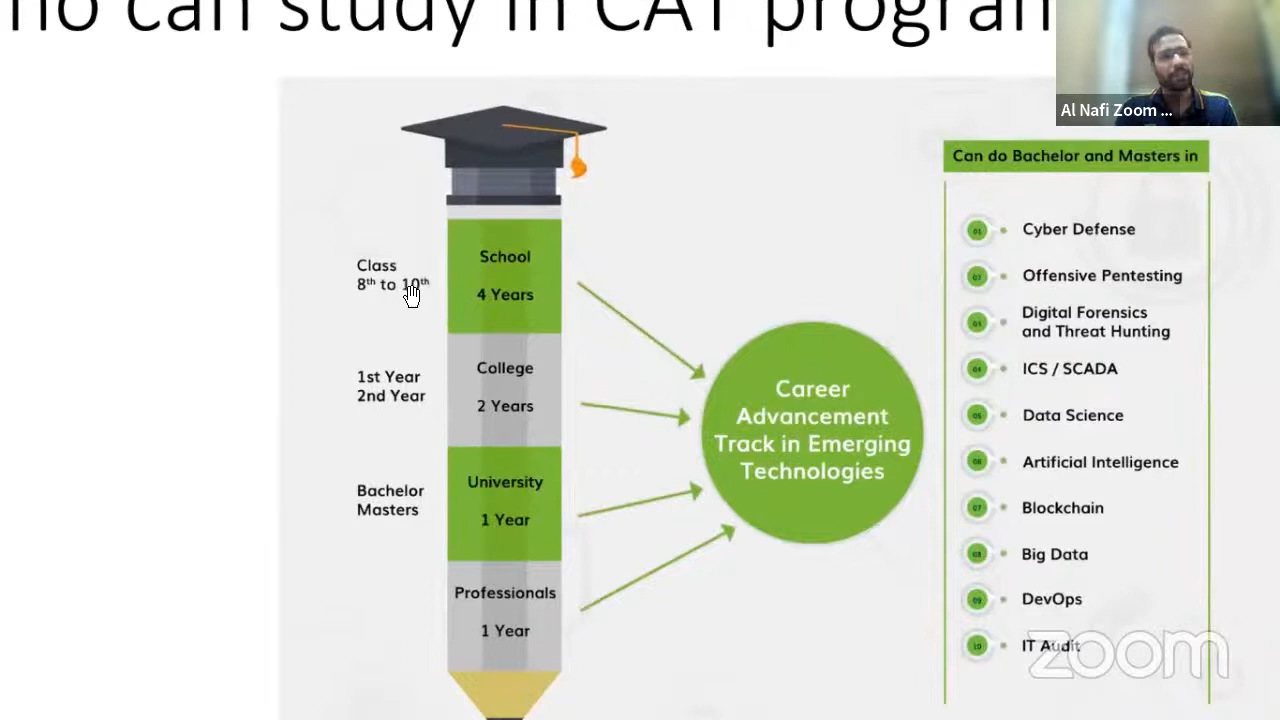 ho can study in CAT program
Al Nafi Zoom ...
Can do Bachelor and Masters in
Class
8th to 10th
School
4 Years
1st Year
2nd Year
College
2 Years
Bachelor
Masters
University
1 Year
Professionals
1 Year
Career
Advancement
Track in Emerging
Technologies
01 Cyber Defense
02 Offensive Pentesting
03 Digital Forensics
and Threat Hunting
04 ICS / SCADA
05 Data Science
06 Artificial Intelligence
07 Blockchain
08 Big Data
09 DevOps
10 IT Audit
zoom